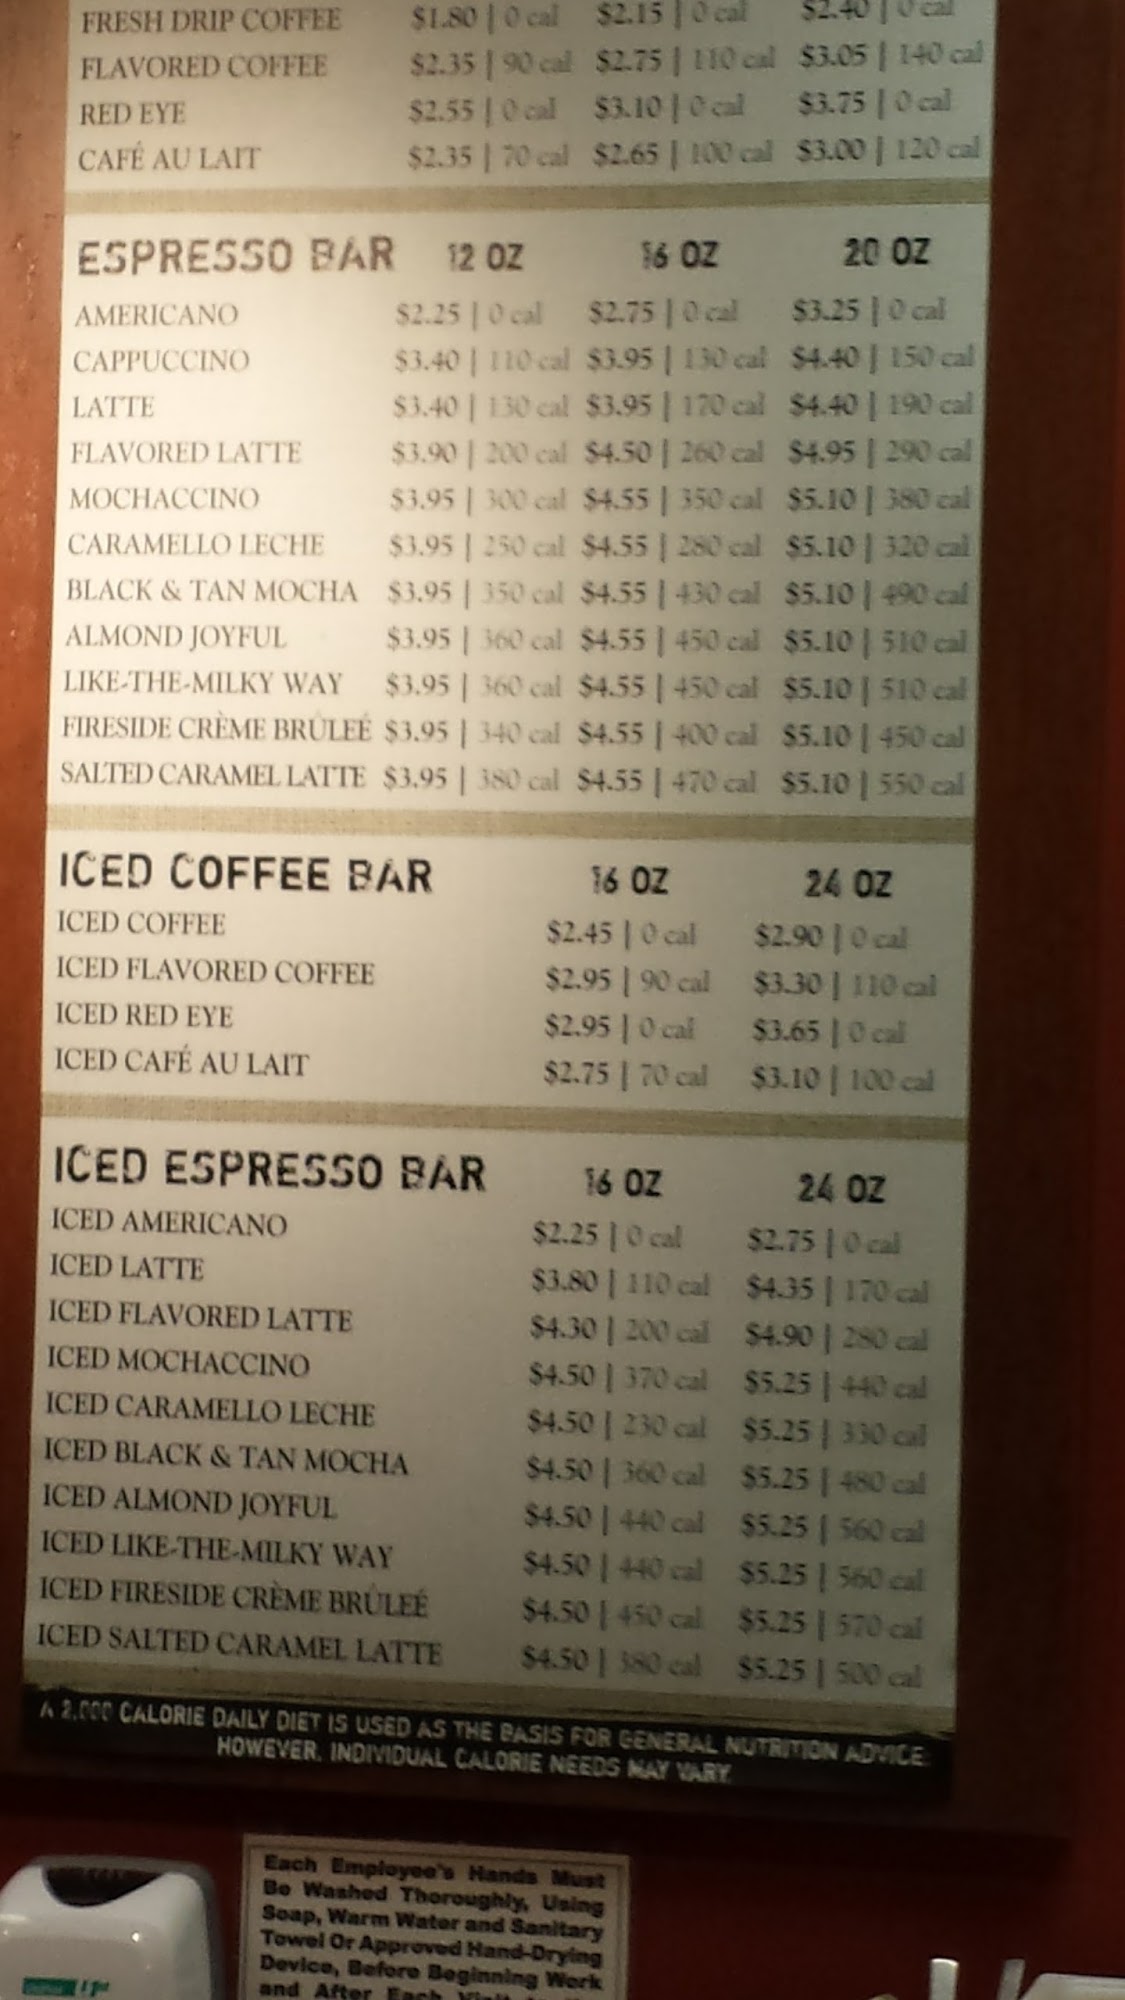 FRESH DRIP COFFEE $1.80 | 0 cal $2.15 | 0 cal $2.40 | 0 cal
FLAVORED COFFEE $2.35 | 90 cal $2.75 | 110 cal $3.05 | 140 cal
RED EYE $2.55 | 0 cal $3.10 | 0 cal $3.75 | 0 cal
CAFÉ AU LAIT $2.35 | 70 cal $2.65 | 100 cal $3.00 | 120 cal
ESPRESSO BAR 12 OZ 16 OZ 20 OZ
AMERICANO $2.25 | 0 cal $2.75 | 0 cal $3.25 | 0 cal
CAPPUCCINO $3.40 | 110 cal $3.95 | 130 cal $4.40 | 150 cal
LATTE $3.40 | 130 cal $3.95 | 170 cal $4.40 | 190 cal
FLAVORED LATTE $3.90 | 200 cal $4.50 | 260 cal $4.95 | 290 cal
MOCHACCINO $3.95 | 300 cal $4.55 | 350 cal $5.10 | 380 cal
CARAMELLO LECHE $3.95 | 250 cal $4.55 | 280 cal $5.10 | 320 cal
BLACK & TAN MOCHA $3.95 | 350 cal $4.55 | 430 cal $5.10 | 490 cal
ALMOND JOYFUL $3.95 | 360 cal $4.55 | 450 cal $5.10 | 510 cal
LIKE-THE-MILKY WAY $3.95 | 360 cal $4.55 | 450 cal $5.10 | 510 cal
FIRESIDE CRÈME BRÛLEÉ $3.95 | 340 cal $4.55 | 400 cal $5.10 | 450 cal
SALTED CARAMEL LATTE $3.95 | 380 cal $4.55 | 470 cal $5.10 | 550 cal
ICED COFFEE BAR 16 OZ 24 OZ
ICED COFFEE $2.45 | 0 cal $2.90 | 0 cal
ICED FLAVORED COFFEE $2.95 | 90 cal $3.30 | 110 cal
ICED RED EYE $2.95 | 0 cal $3.65 | 0 cal
ICED CAFÉ AU LAIT $2.75 | 70 cal $3.10 | 100 cal
ICED ESPRESSO BAR 16 OZ 24 OZ
ICED AMERICANO $2.25 | 0 cal $2.75 | 0 cal
ICED LATTE $3.80 | 110 cal $4.35 | 170 cal
ICED FLAVORED LATTE $4.30 | 200 cal $4.90 | 280 cal
ICED MOCHACCINO $4.50 | 370 cal $5.25 | 440 cal
ICED CARAMELLO LECHE $4.50 | 230 cal $5.25 | 330 cal
ICED BLACK & TAN MOCHA $4.50 | 360 cal $5.25 | 480 cal
ICED ALMOND JOYFUL $4.50 | 440 cal $5.25 | 560 cal
ICED LIKE-THE-MILKY WAY $4.50 | 440 cal $5.25 | 560 cal
ICED FIRESIDE CRÈME BRÛLEÉ $4.50 | 450 cal $5.25 | 570 cal
ICED SALTED CARAMEL LATTE $4.50 | 380 cal $5.25 | 500 cal
A 2,000 CALORIE DAILY DIET IS USED AS THE BASIS FOR GENERAL NUTRITION ADVICE.
HOWEVER, INDIVIDUAL CALORIE NEEDS MAY VARY.
Each Employee's Hands Must
Be Washed Thoroughly, Using
Soap, Warm Water and Sanitary
Towel Or Approved Hand-Drying
Device, Before Beginning Work
and After Each